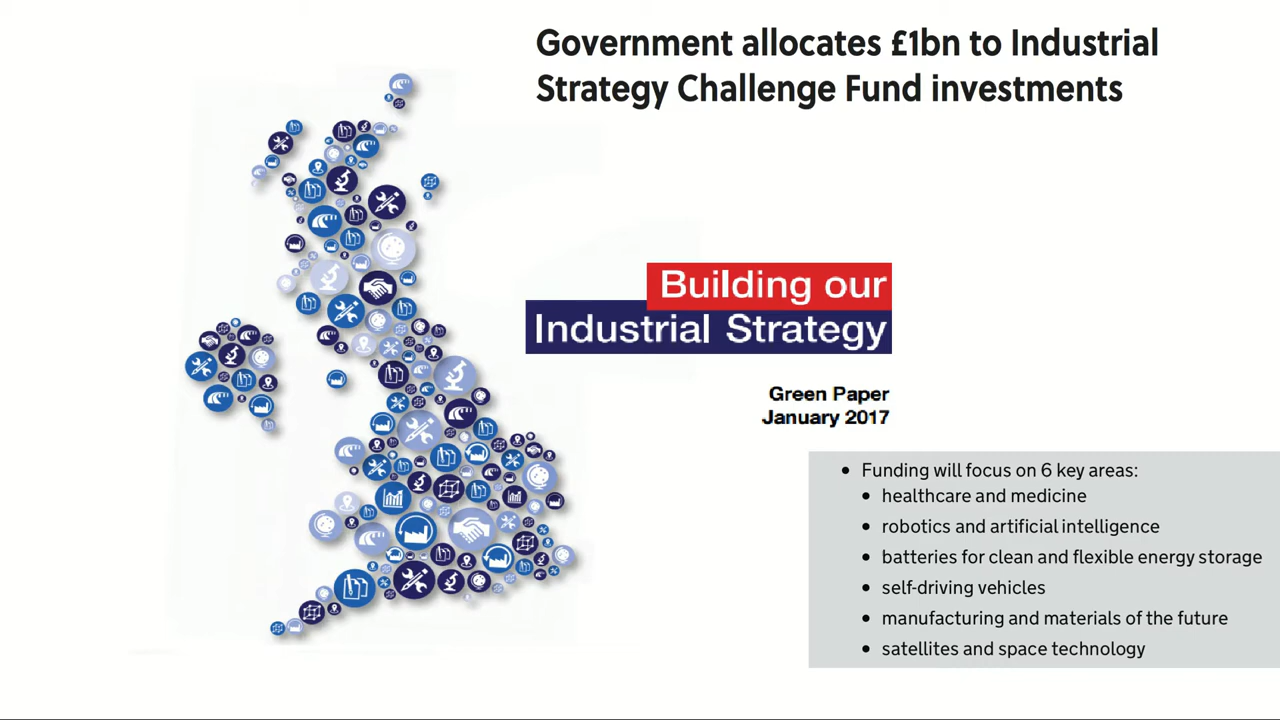 Government allocates £1bn to Industrial
Strategy Challenge Fund investments
Building our
Industrial Strategy
Green Paper
January 2017
• Funding will focus on 6 key areas:
• healthcare and medicine
• robotics and artificial intelligence
• batteries for clean and flexible energy storage
• self-driving vehicles
• manufacturing and materials of the future
• satellites and space technology